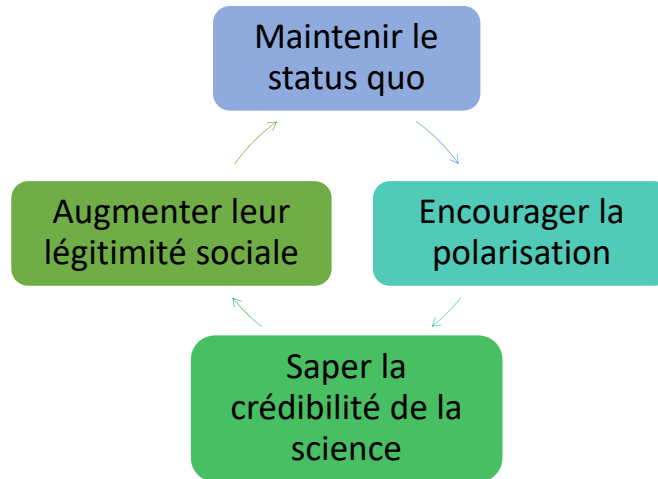 Maintenir le
status quo
Augmenter leur
légitimité sociale
Encourager la
polarisation
Saper la
crédibilité de la
science